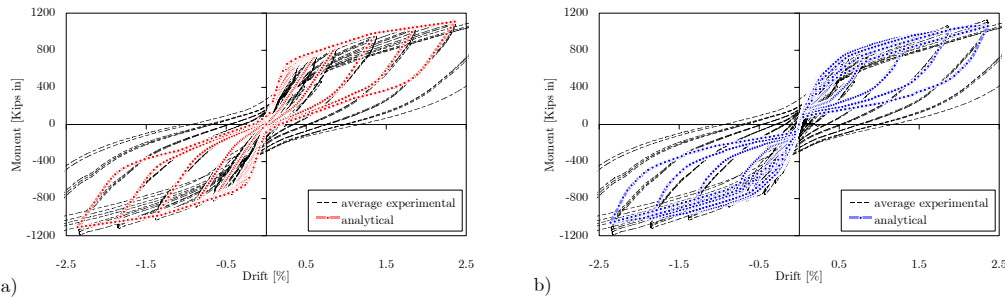 1200
800
400
0
-400
-800
-1200
Moment [Kips in]
-2.5
-1.5
-0.5
0.5
1.5
2.5
Drift [%]
average experimental
analytical
a)
1200
800
400
0
-400
-800
-1200
Moment [Kips in]
-2.5
-1.5
-0.5
0.5
1.5
2.5
Drift [%]
average experimental
analytical
b)